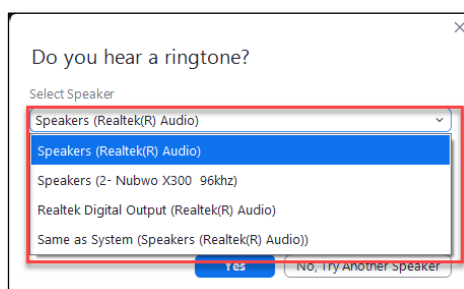 Do you hear a ringtone?
Select Speaker
Speakers (Realtek(R) Audio)
Speakers (Realtek(R) Audio)
Speakers (2- Nubwo X300 96khz)
Realtek Digital Output (Realtek(R) Audio)
Same as System (Speakers (Realtek(R) Audio))
Yes
No, Try Another Speaker